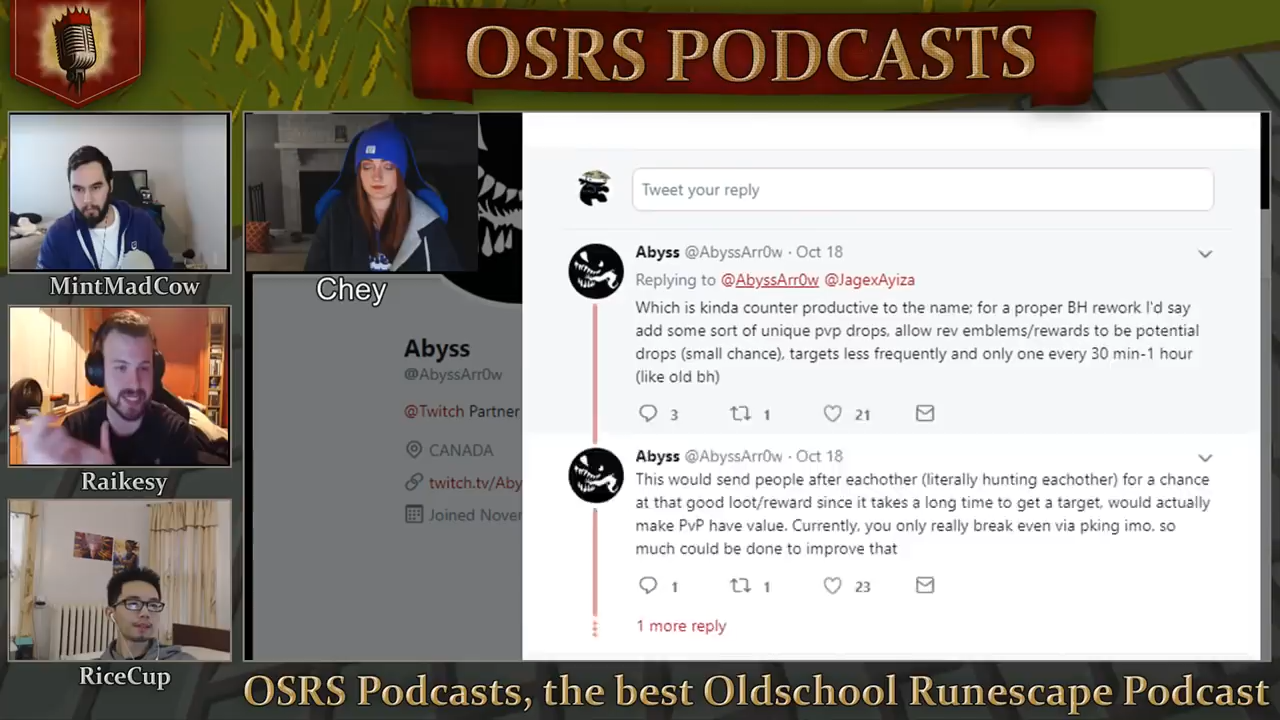 OSRS PODCASTS
MintMadCow
Chey
Raikesy
RiceCup
Abyss
@AbyssArr0w
@Twitch Partner
CANADA
twitch.tv/Aby
Joined Nover
Tweet your reply
Abyss @AbyssArr0w · Oct 18
Replying to @AbyssArr0w @JagexAyiza
Which is kinda counter productive to the name; for a proper BH rework I'd say
add some sort of unique pvp drops, allow rev emblems/rewards to be potential
drops (small chance), targets less frequently and only one every 30 min-1 hour
(like old bh)
3 1 21
Abyss @AbyssArr0w · Oct 18
This would send people after eachother (literally hunting eachother) for a chance
at that good loot/reward since it takes a long time to get a target, would actually
make PvP have value. Currently, you only really break even via pking imo. so
much could be done to improve that
1 1 23
1 more reply
OSRS Podcasts, the best Oldschool Runescape Podcast